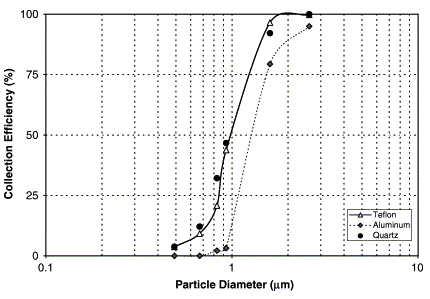 100
75
50
25
0
0.1
1
10
Collection Efficiency (%)
Particle Diameter (μm)
Teflon
Aluminum
Quartz